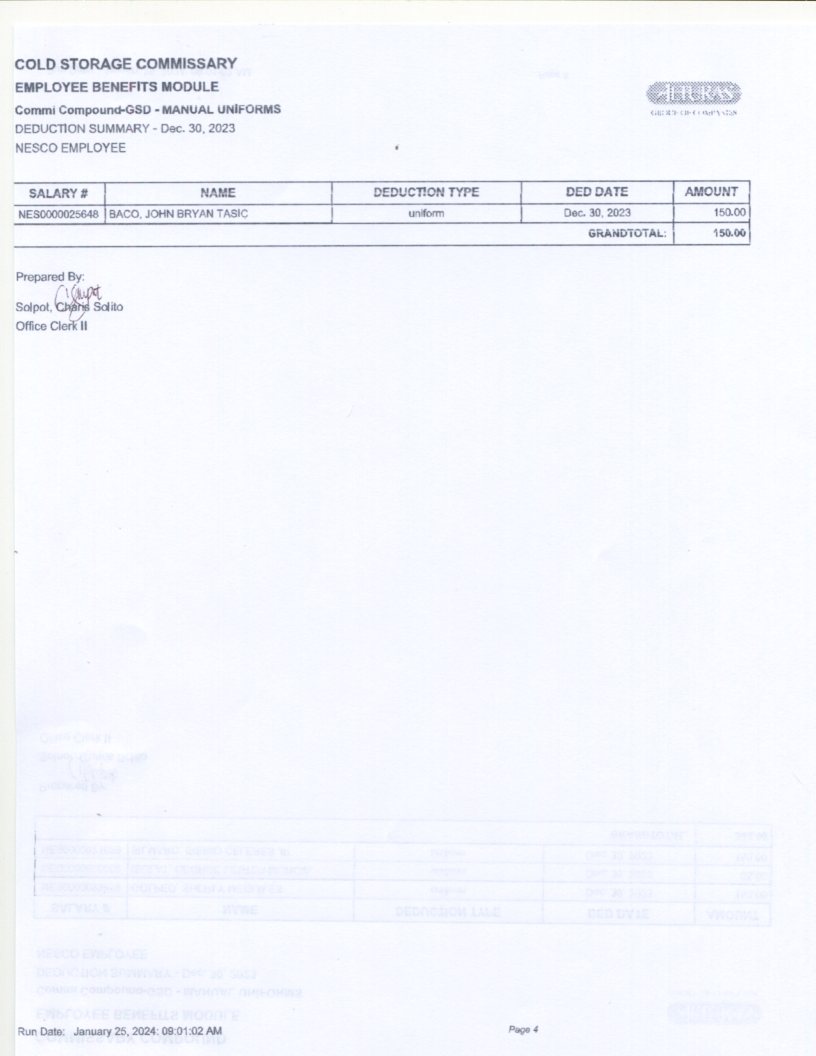 COLD STORAGE COMMISSARY
EMPLOYEE BENEFITS MODULE
Commi Compound-GSD - MANUAL UNIFORMS
DEDUCTION SUMMARY - Dec. 30, 2023
NESCO EMPLOYEE
ALTURAS
GROUP OF COMPANIES
SALARY # NAME DEDUCTION TYPE DED DATE AMOUNT
NES0000025648 BACO, JOHN BRYAN TASIC uniform Dec. 30, 2023 150.00
GRANDTOTAL: 150.00
Prepared By:
Solpot, Charis Solito
Office Clerk II
Run Date: January 25, 2024: 09:01:02 AM
Page 4